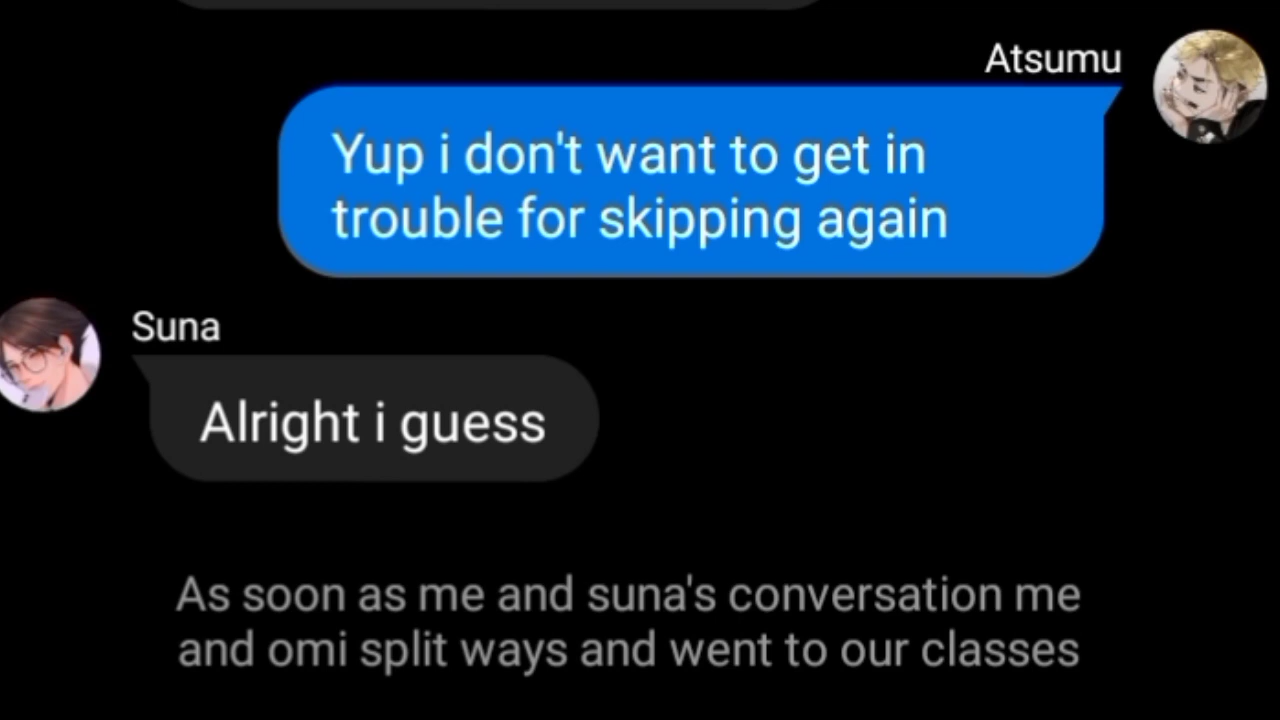 Atsumu
Yup i don't want to get in
trouble for skipping again
Suna
Alright i guess
As soon as me and suna's conversation me
and omi split ways and went to our classes